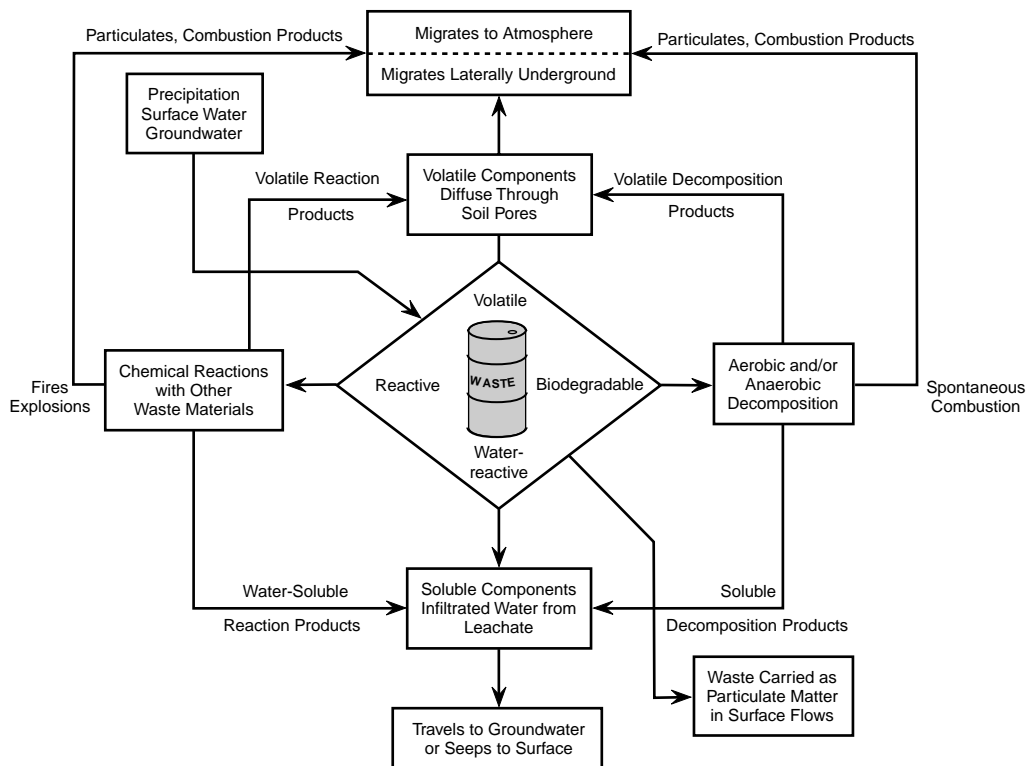 Particulates, Combustion Products
Migrates to Atmosphere
Migrates Laterally Underground
Particulates, Combustion Products
Precipitation
Surface Water
Groundwater
Volatile Reaction
Products
Volatile Components
Diffuse Through
Soil Pores
Volatile Decomposition
Products
Volatile
Reactive
WASTE
Biodegradable
Water-
reactive
Fires
Explosions
Chemical Reactions
with Other
Waste Materials
Aerobic and/or
Anaerobic
Decomposition
Spontaneous
Combustion
Water-Soluble
Reaction Products
Soluble Components
Infiltrated Water from
Leachate
Soluble
Decomposition Products
Waste Carried as
Particulate Matter
in Surface Flows
Travels to Groundwater
or Seeps to Surface